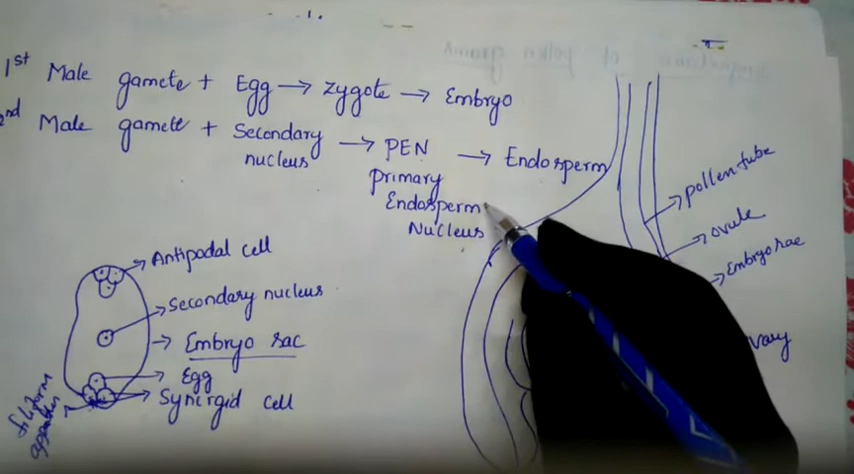 1st Male gamete + Egg → zygote → Embryo
2nd Male gamete + Secondary nucleus → PEN → Endosperm
Primary
Endosperm
Nucleus
Antipodal cell
Secondary nucleus
Embryo sac
Egg
Synergid cell
filiform
pollen tube
ovule
Embryo sac
vary